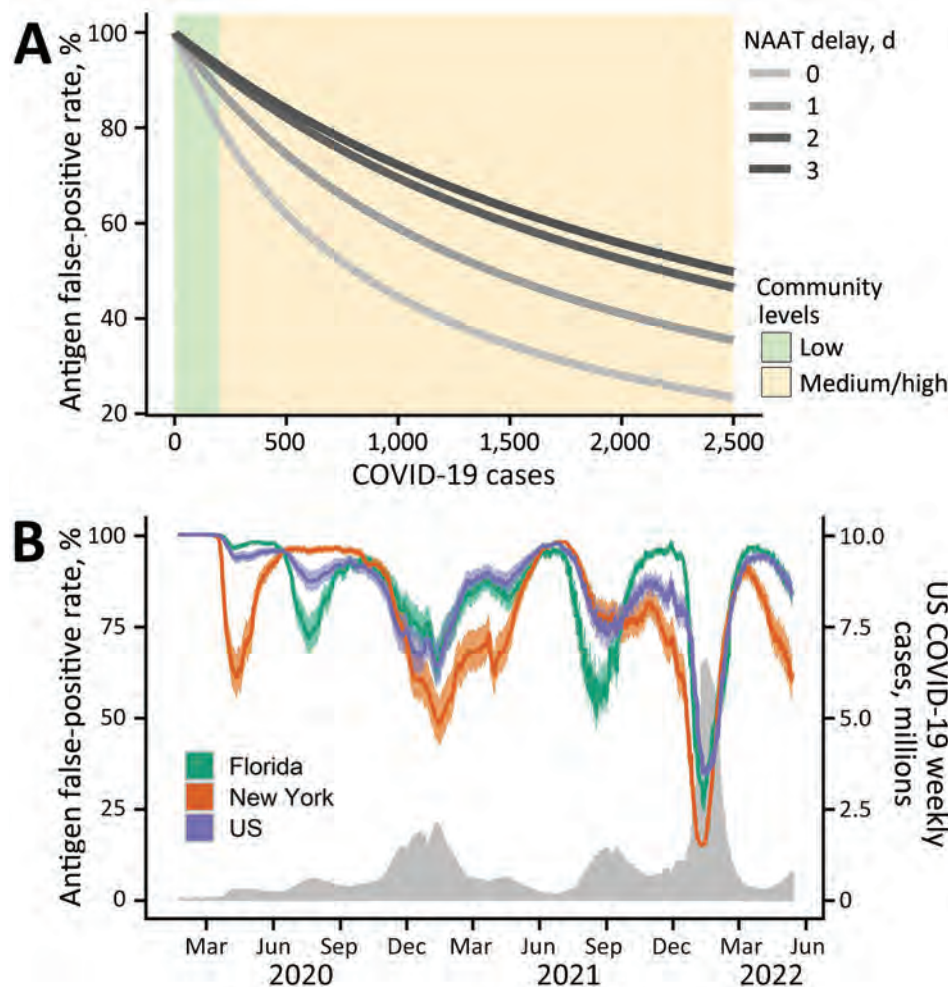 A
Antigen false-positive rate, %
100
80
60
40
20
0
500
1,000
1,500
2,000
2,500
COVID-19 cases
NAAT delay, d
0
1
2
3
Community
levels
Low
Medium/high
B
Antigen false-positive rate, %
100
75
50
25
0
Florida
New York
US
10.0
7.5
5.0
2.5
0
US COVID-19 weekly
cases, millions
Mar
Jun
Sep
Dec
Mar
Jun
Sep
Dec
Mar
Jun
2020
2021
2022